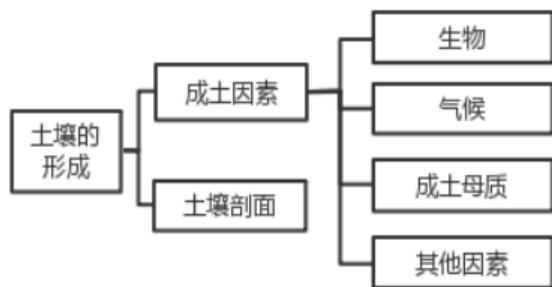 土壤的
形成
成土因素
土壤剖面
生物
气候
成土母质
其他因素